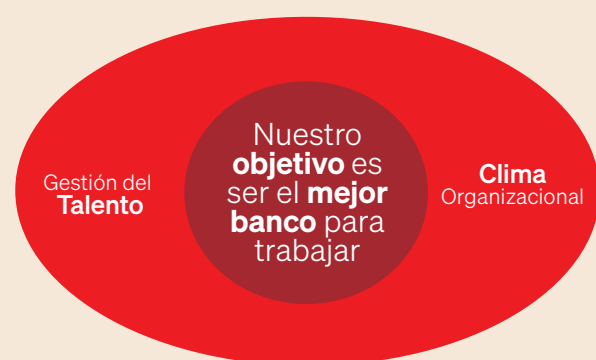 Gestión del
Talento
Nuestro
objetivo es
ser el mejor
banco para
trabajar
Clima
Organizacional